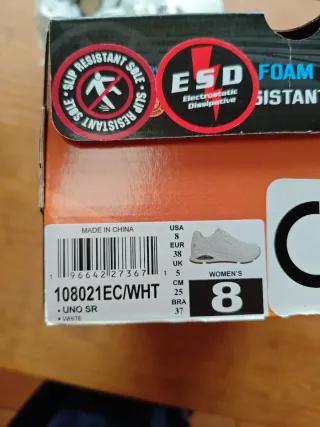 SLIP RESISTANT SOLE • SLIP RESISTANT SOLE •
ESD
Electrostatic
Dissipative
FOAM
SISTANT
MADE IN CHINA
1 96642 27367 1
108021EC/WHT
• UNO SR
• WHITE
USA
8
EUR
38
UK
5
CM
25
BRA
37
WOMEN'S
8